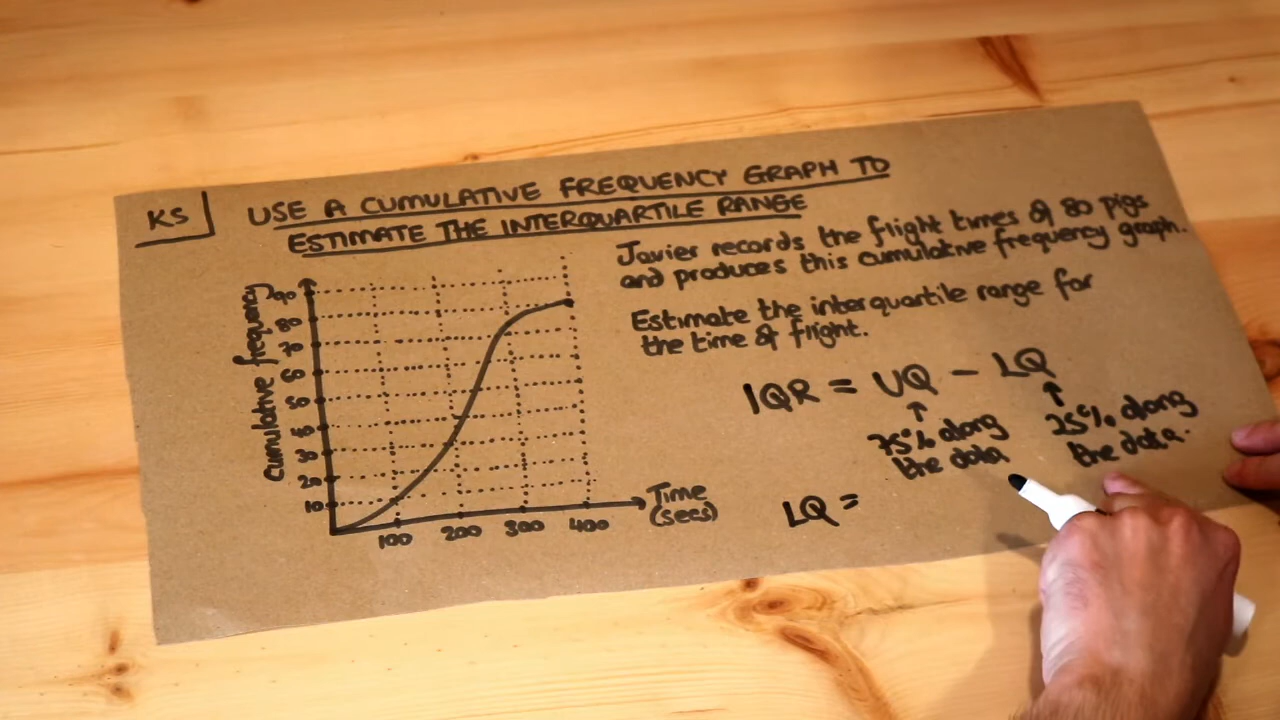 KS
USE A CUMULATIVE FREQUENCY GRAPH TO
ESTIMATE THE INTERQUARTILE RANGE
Javier records the flight times of 80 pigs
and produces this cumulative frequency graph.
Estimate the interquartile range for
the time of flight.
IQR = UQ - LQ
↑ ↑
75% along
the data
25% along
the data.
LQ =
Cumulative frequency
90
80
70
60
50
40
30
20
10
100 200 300 400
Time
(secs)